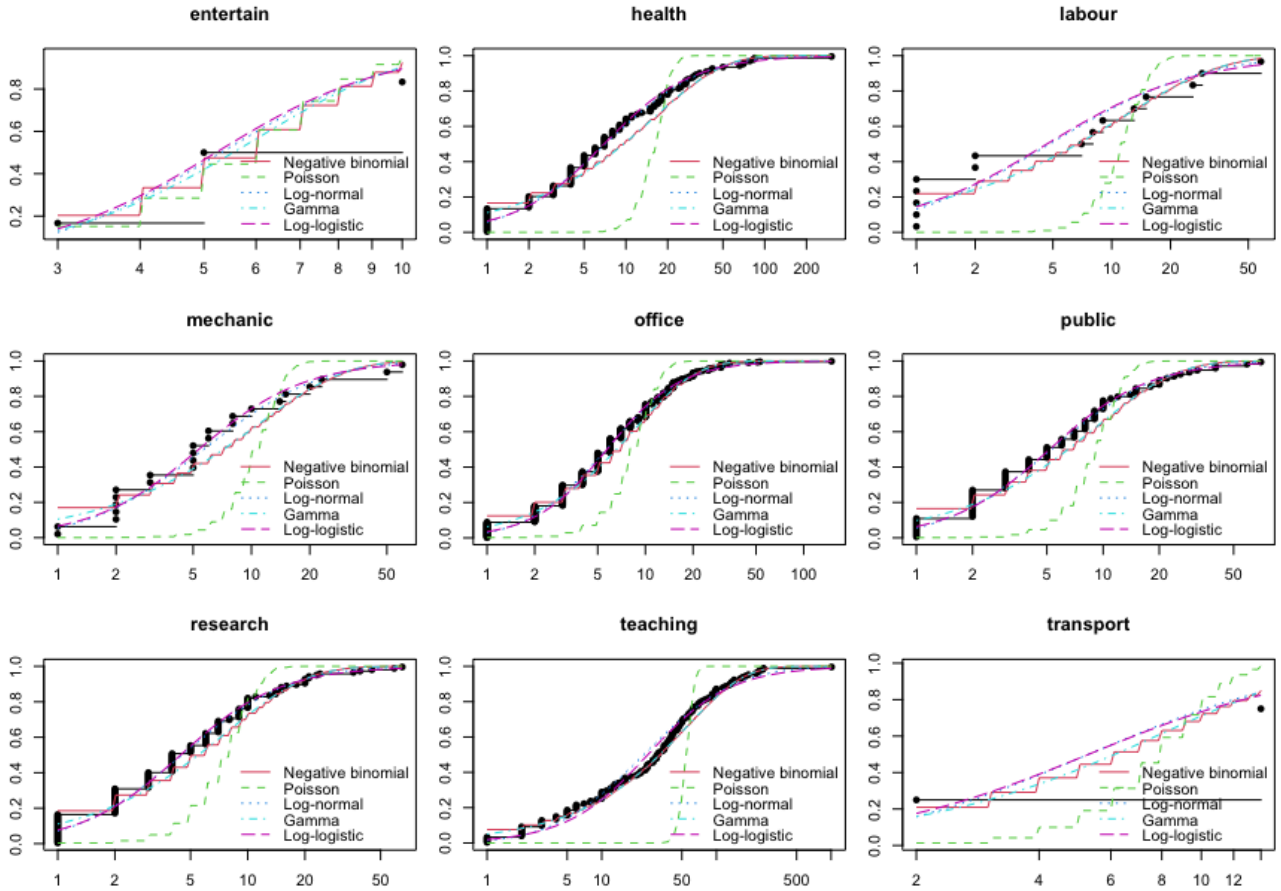 entertain
0.2 0.4 0.6 0.8
3 4 5 6 7 8 9 10
Negative binomial
Poisson
Log-normal
Gamma
Log-logistic
health
0.0 0.2 0.4 0.6 0.8 1.0
1 2 5 10 20 50 100 200
Negative binomial
Poisson
Log-normal
Gamma
Log-logistic
labour
0.0 0.2 0.4 0.6 0.8 1.0
1 2 5 10 20 50
Negative binomial
Poisson
Log-normal
Gamma
Log-logistic
mechanic
0.0 0.2 0.4 0.6 0.8 1.0
1 2 5 10 20 50
Negative binomial
Poisson
Log-normal
Gamma
Log-logistic
office
0.0 0.2 0.4 0.6 0.8 1.0
1 2 5 10 20 50 100
Negative binomial
Poisson
Log-normal
Gamma
Log-logistic
public
0.0 0.2 0.4 0.6 0.8 1.0
1 2 5 10 20 50
Negative binomial
Poisson
Log-normal
Gamma
Log-logistic
research
0.0 0.2 0.4 0.6 0.8 1.0
1 2 5 10 20 50
Negative binomial
Poisson
Log-normal
Gamma
Log-logistic
teaching
0.0 0.2 0.4 0.6 0.8 1.0
1 5 10 50 500
Negative binomial
Poisson
Log-normal
Gamma
Log-logistic
transport
0.0 0.2 0.4 0.6 0.8 1.0
2 4 6 8 10 12
Negative binomial
Poisson
Log-normal
Gamma
Log-logistic